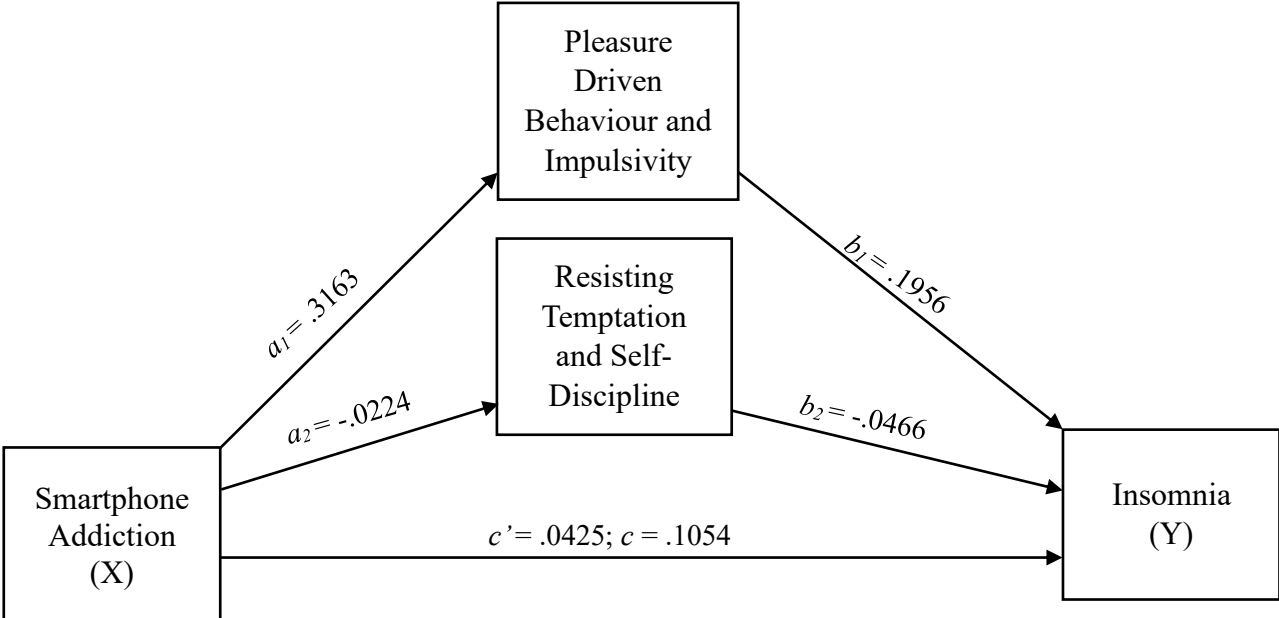 Pleasure
Driven
Behaviour and
Impulsivity
a1= .3163
b1= .1956
Resisting
Temptation
and Self-
Discipline
a2= -.0224
b2= -.0466
Smartphone
Addiction
(X)
c’= .0425; c = .1054
Insomnia
(Y)